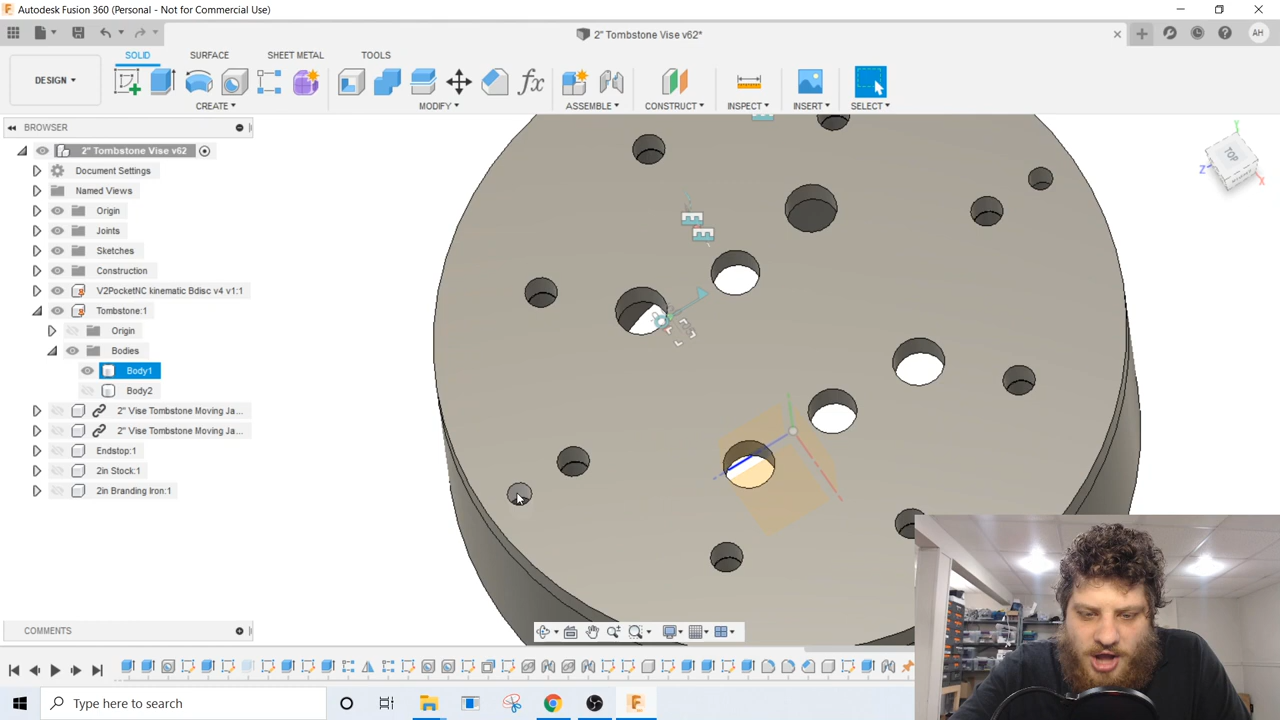 Autodesk Fusion 360 (Personal - Not for Commercial Use)
2" Tombstone Vise v62*
AH
DESIGN
SOLID SURFACE SHEET METAL TOOLS
fx
CREATE MODIFY ASSEMBLE CONSTRUCT INSPECT INSERT SELECT
BROWSER
2" Tombstone Vise v62
Document Settings
Named Views
Origin
Joints
Sketches
Construction
V2PocketNC kinematic Bdisc v4 v1:1
Tombstone:1
Origin
Bodies
Body1
Body2
2" Vise Tombstone Moving Ja...
2" Vise Tombstone Moving Ja...
Endstop:1
2in Stock:1
2in Branding Iron:1
Y
TOP
Z
X
COMMENTS
Type here to search